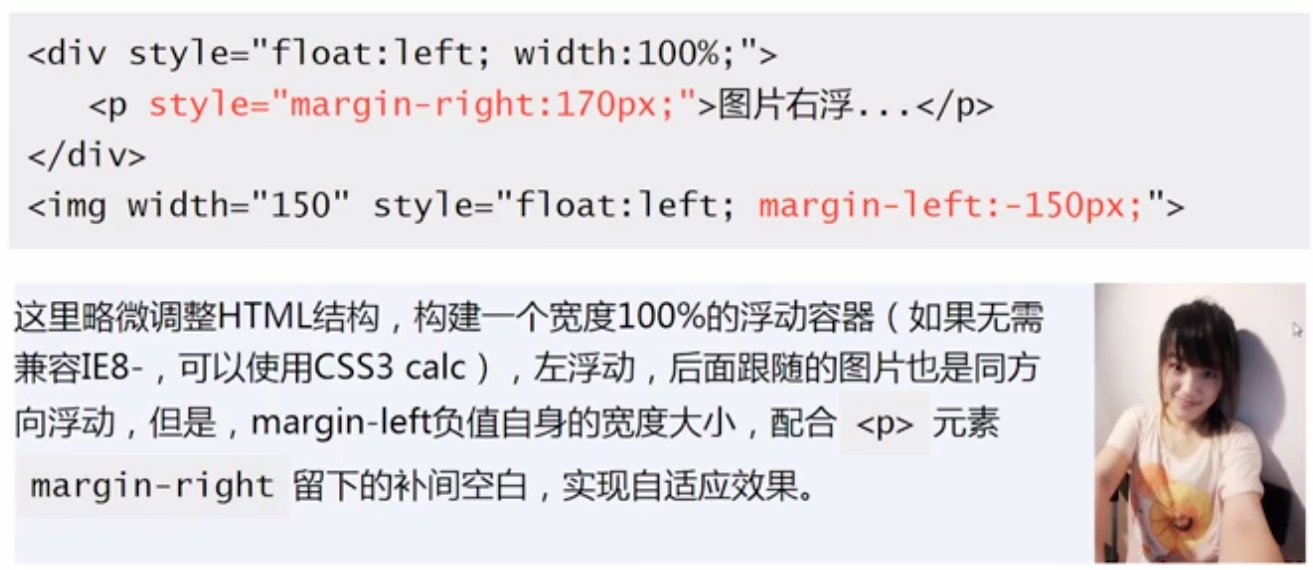 <div style="float:left; width:100%;">
<p style="margin-right:170px;">图片右浮...</p>
</div>
<img width="150" style="float:left; margin-left:-150px;">
这里略微调整HTML结构，构建一个宽度100%的浮动容器（如果无需
兼容IE8-，可以使用CSS3 calc），左浮动，后面跟随的图片也是同方
向浮动，但是，margin-left负值自身的宽度大小，配合 <p> 元素
margin-right 留下的补间空白，实现自适应效果。